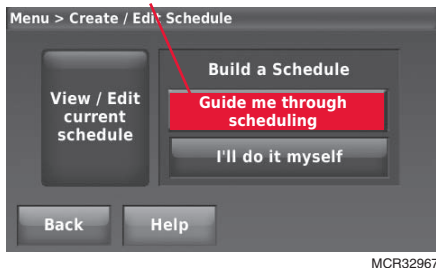 Menu > Create / Edit Schedule
Build a Schedule
View / Edit
current
schedule
Guide me through
scheduling
I'll do it myself
Back
Help
MCR32967